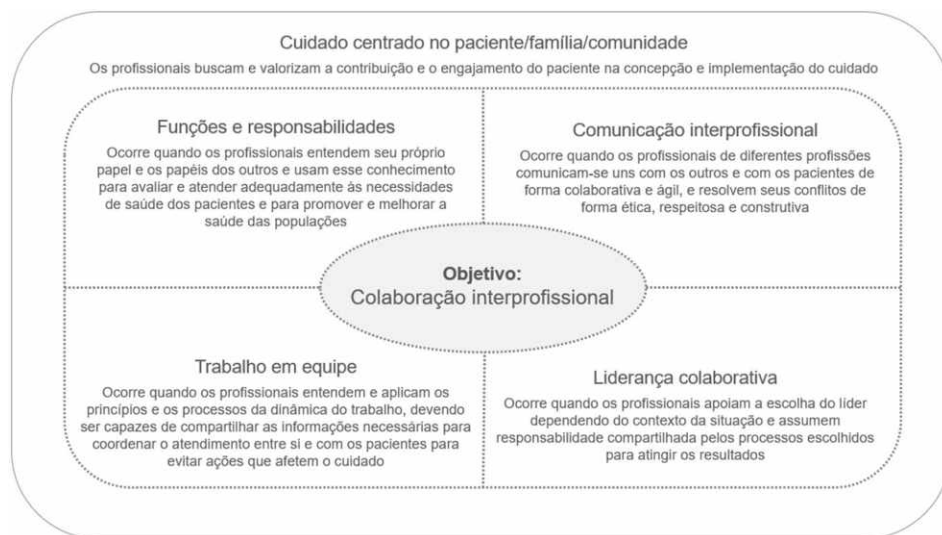 Cuidado centrado no paciente/família/comunidade
Os profissionais buscam e valorizam a contribuição e o engajamento do paciente na concepção e implementação do cuidado
Funções e responsabilidades
Ocorre quando os profissionais entendem seu próprio
papel e os papéis dos outros e usam esse conhecimento
para avaliar e atender adequadamente às necessidades
de saúde dos pacientes e para promover e melhorar a
saúde das populações
Comunicação interprofissional
Ocorre quando os profissionais de diferentes profissões
comunicam-se uns com os outros e com os pacientes de
forma colaborativa e ágil, e resolvem seus conflitos de
forma ética, respeitosa e construtiva
Objetivo:
Colaboração interprofissional
Trabalho em equipe
Ocorre quando os profissionais entendem e aplicam os
princípios e os processos da dinâmica do trabalho, devendo
ser capazes de compartilhar as informações necessárias para
coordenar o atendimento entre si e com os pacientes para
evitar ações que afetem o cuidado
Liderança colaborativa
Ocorre quando os profissionais apoiam a escolha do líder
dependendo do contexto da situação e assumem
responsabilidade compartilhada pelos processos escolhidos
para atingir os resultados